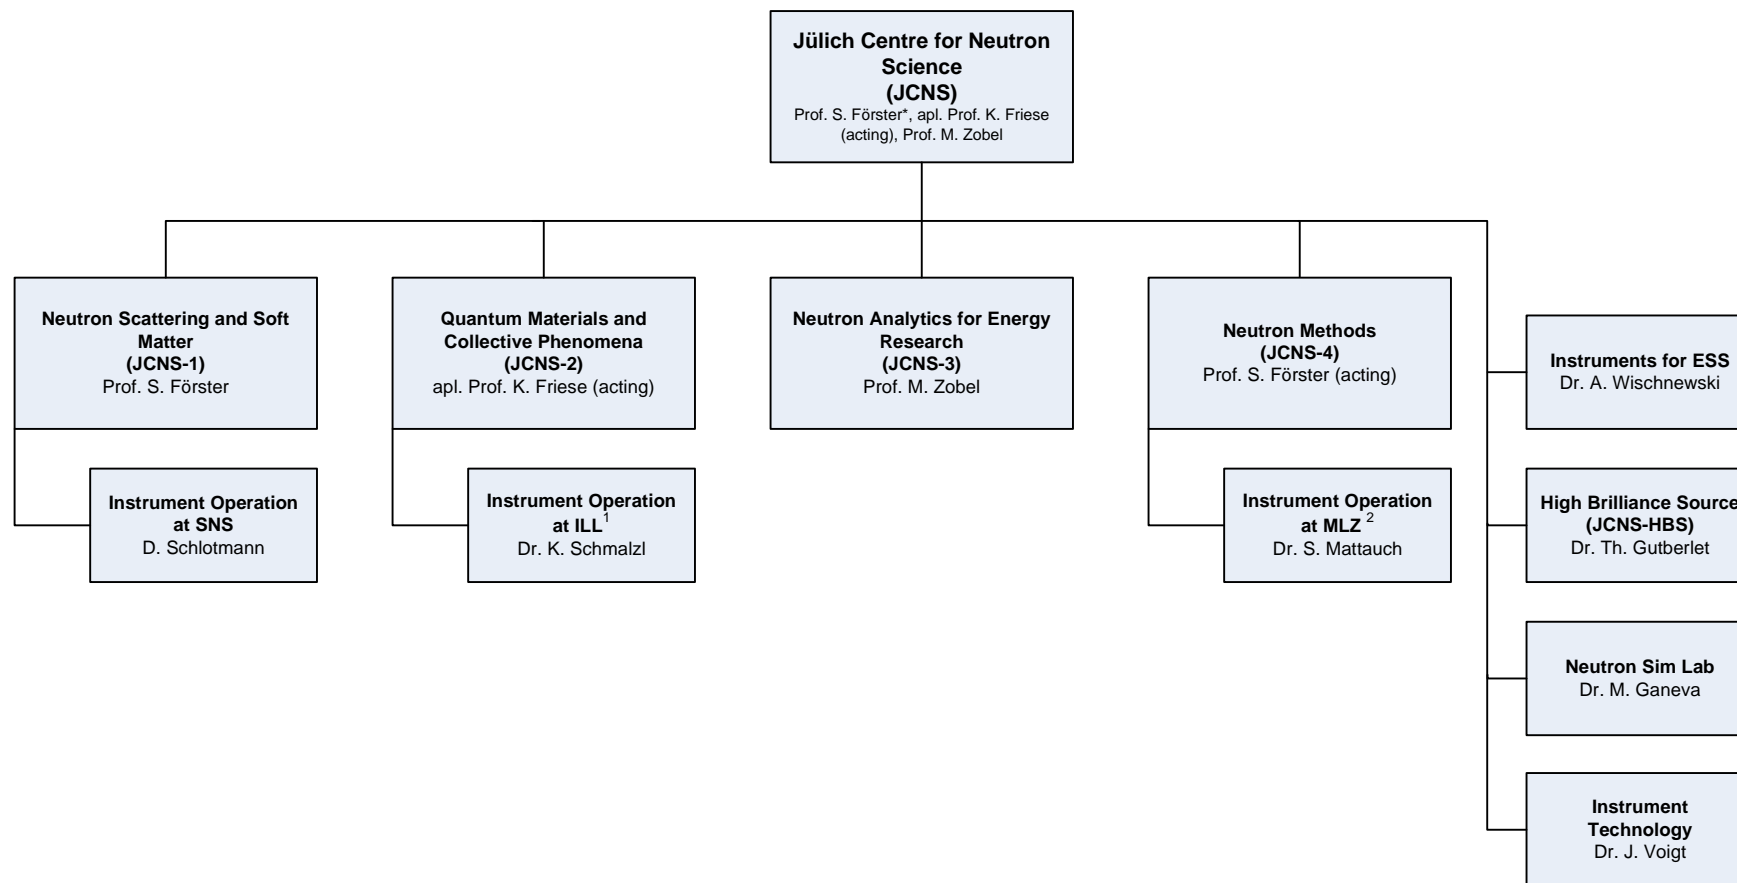 Jülich Centre for Neutron
Science
(JCNS)
Prof. S. Förster*, apl. Prof. K. Friese
(acting), Prof. M. Zobel
Neutron Scattering and Soft
Matter
(JCNS-1)
Prof. S. Förster
Quantum Materials and
Collective Phenomena
(JCNS-2)
apl. Prof. K. Friese (acting)
Neutron Analytics for Energy
Research
(JCNS-3)
Prof. M. Zobel
Neutron Methods
(JCNS-4)
Prof. S. Förster (acting)
Instruments for ESS
Dr. A. Wischnewski
Instrument Operation
at SNS
D. Schlotmann
Instrument Operation
at ILL¹
Dr. K. Schmalzl
Instrument Operation
at MLZ ²
Dr. S. Mattauch
High Brilliance Source
(JCNS-HBS)
Dr. Th. Gutberlet
Neutron Sim Lab
Dr. M. Ganeva
Instrument
Technology
Dr. J. Voigt